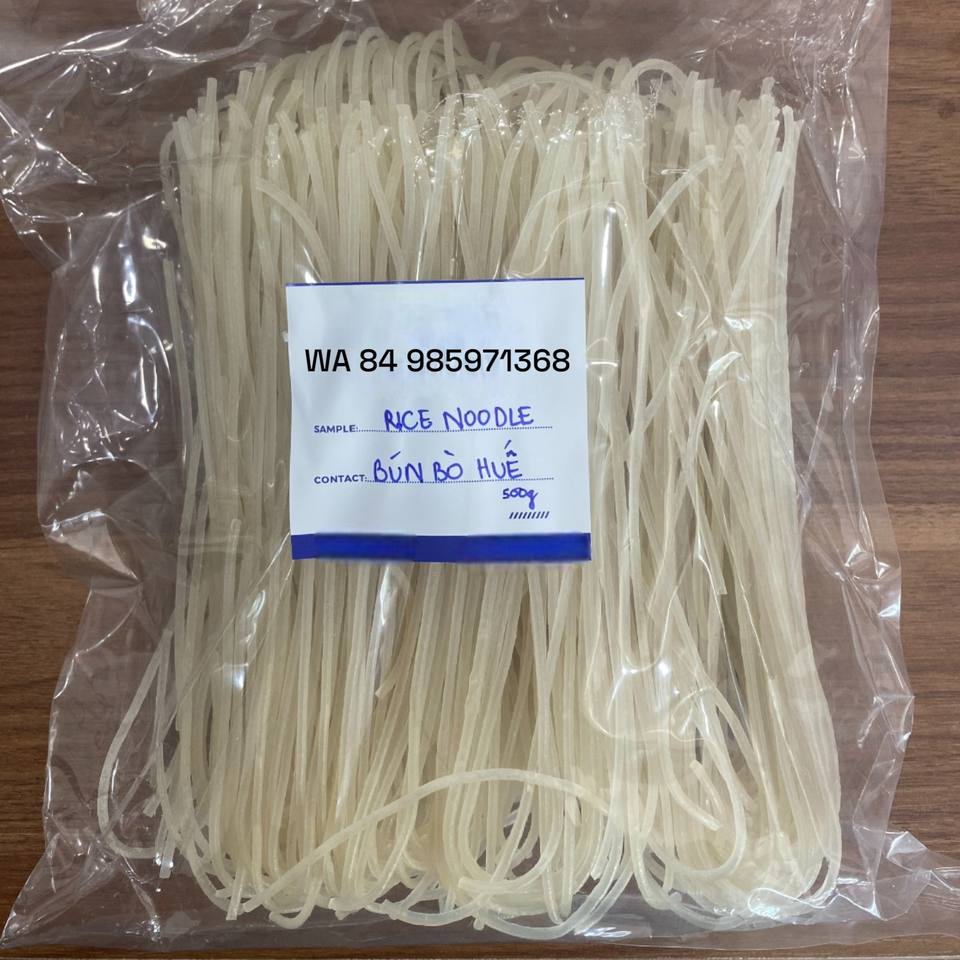 WA 84 985971368
SAMPLE: RICE NOODLE
CONTACT: BÚN BÒ HUẾ
500g